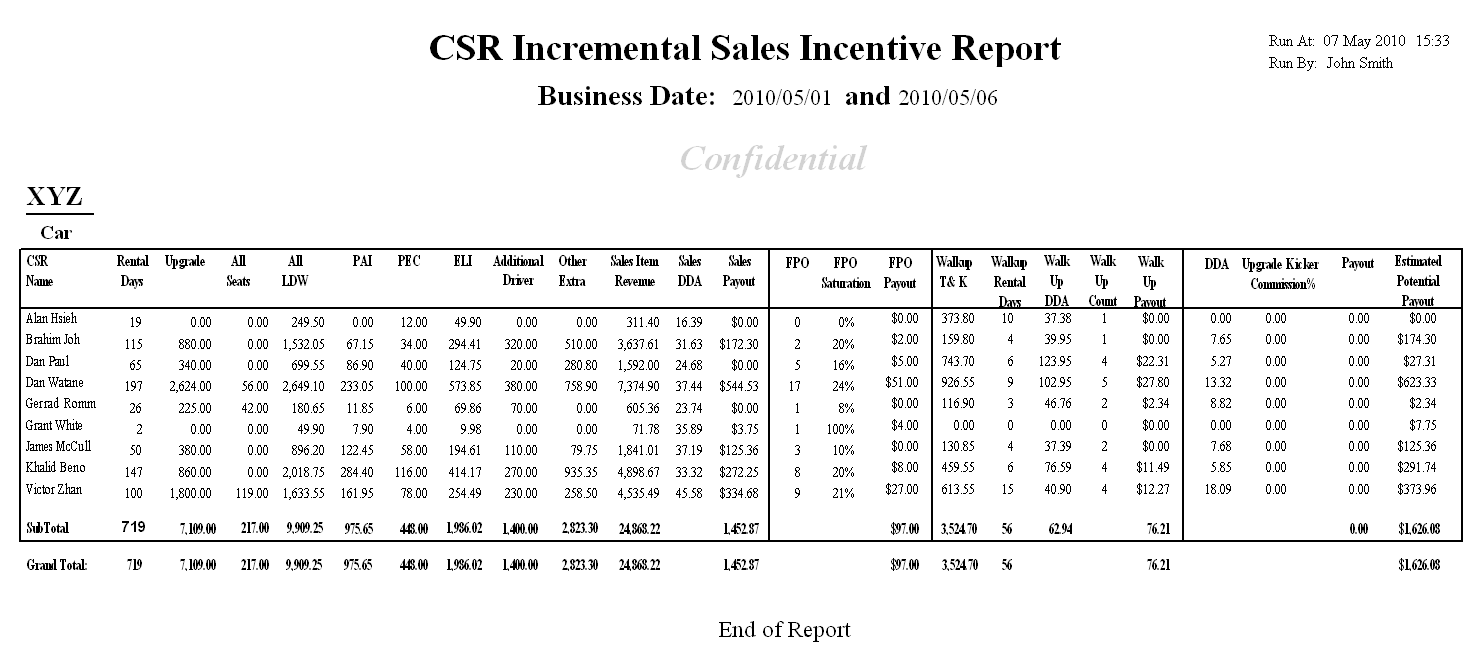 CSR Incremental Sales Incentive Report
Run At: 07 May 2010 15:33
Run By: John Smith
Business Date: 2010/05/01 and 2010/05/06
Confidential
XYZ
Car
CSR Rental Upgrade All All PAI PEC ELI Additional Other Sales Item Sales Sales FPO FPO FPO Walkup Walkup Walk Walk Walk DDA Upgrade Kicker Payout Estimated
Name Days Seats LDW Driver Extra Revenue DDA Payout Saturation Payout T& K Rental Up Up Up Commission% Potential
Days DDA Count Payout Payout
Alan Hsieh 19 0.00 0.00 249.50 0.00 12.00 49.90 0.00 0.00 311.40 16.39 $0.00 0 0% $0.00 373.80 10 37.38 1 $0.00 0.00 0.00 0.00 $0.00
Brahim Joh 115 880.00 0.00 1,532.05 67.15 34.00 294.41 320.00 510.00 3,637.61 31.63 $172.30 2 20% $2.00 159.80 4 39.95 1 $0.00 7.65 0.00 0.00 $174.30
Dan Paul 65 340.00 0.00 699.55 86.90 40.00 124.75 20.00 280.80 1,592.00 24.68 $0.00 5 16% $5.00 743.70 6 123.95 4 $22.31 5.27 0.00 0.00 $27.31
Dan Watane 197 2,624.00 56.00 2,649.10 233.05 100.00 573.85 380.00 758.90 7,374.90 37.44 $544.53 17 24% $51.00 926.55 9 102.95 5 $27.80 13.32 0.00 0.00 $623.33
Gerrad Romm 26 225.00 42.00 180.65 11.85 6.00 69.86 70.00 0.00 605.36 23.74 $0.00 1 8% $0.00 116.90 3 46.76 2 $2.34 8.82 0.00 0.00 $2.34
Grant White 2 0.00 0.00 49.90 7.90 4.00 9.98 0.00 0.00 71.78 35.89 $3.75 1 100% $4.00 0.00 0 0.00 0 $0.00 0.00 0.00 0.00 $7.75
James McCull 50 380.00 0.00 896.20 122.45 58.00 194.61 110.00 79.75 1,841.01 37.19 $125.36 3 10% $0.00 130.85 4 37.39 2 $0.00 7.68 0.00 0.00 $125.36
Khalid Beno 147 860.00 0.00 2,018.75 284.40 116.00 414.17 270.00 935.35 4,898.67 33.32 $272.25 8 20% $8.00 459.55 6 76.59 4 $11.49 5.85 0.00 0.00 $291.74
Victor Zhan 100 1,800.00 119.00 1,633.55 161.95 78.00 254.49 230.00 258.50 4,535.49 45.58 $334.68 9 21% $27.00 613.55 15 40.90 4 $12.27 18.09 0.00 0.00 $373.96
SubTotal 719 7,109.00 217.00 9,909.25 975.65 448.00 1,986.02 1,400.00 2,823.30 24,868.22 1,452.87 $97.00 3,524.70 56 62.94 76.21 0.00 $1,626.08
Grand Total: 719 7,109.00 217.00 9,909.25 975.65 448.00 1,986.02 1,400.00 2,823.30 24,868.22 1,452.87 $97.00 3,524.70 56 76.21 $1,626.08
End of Report